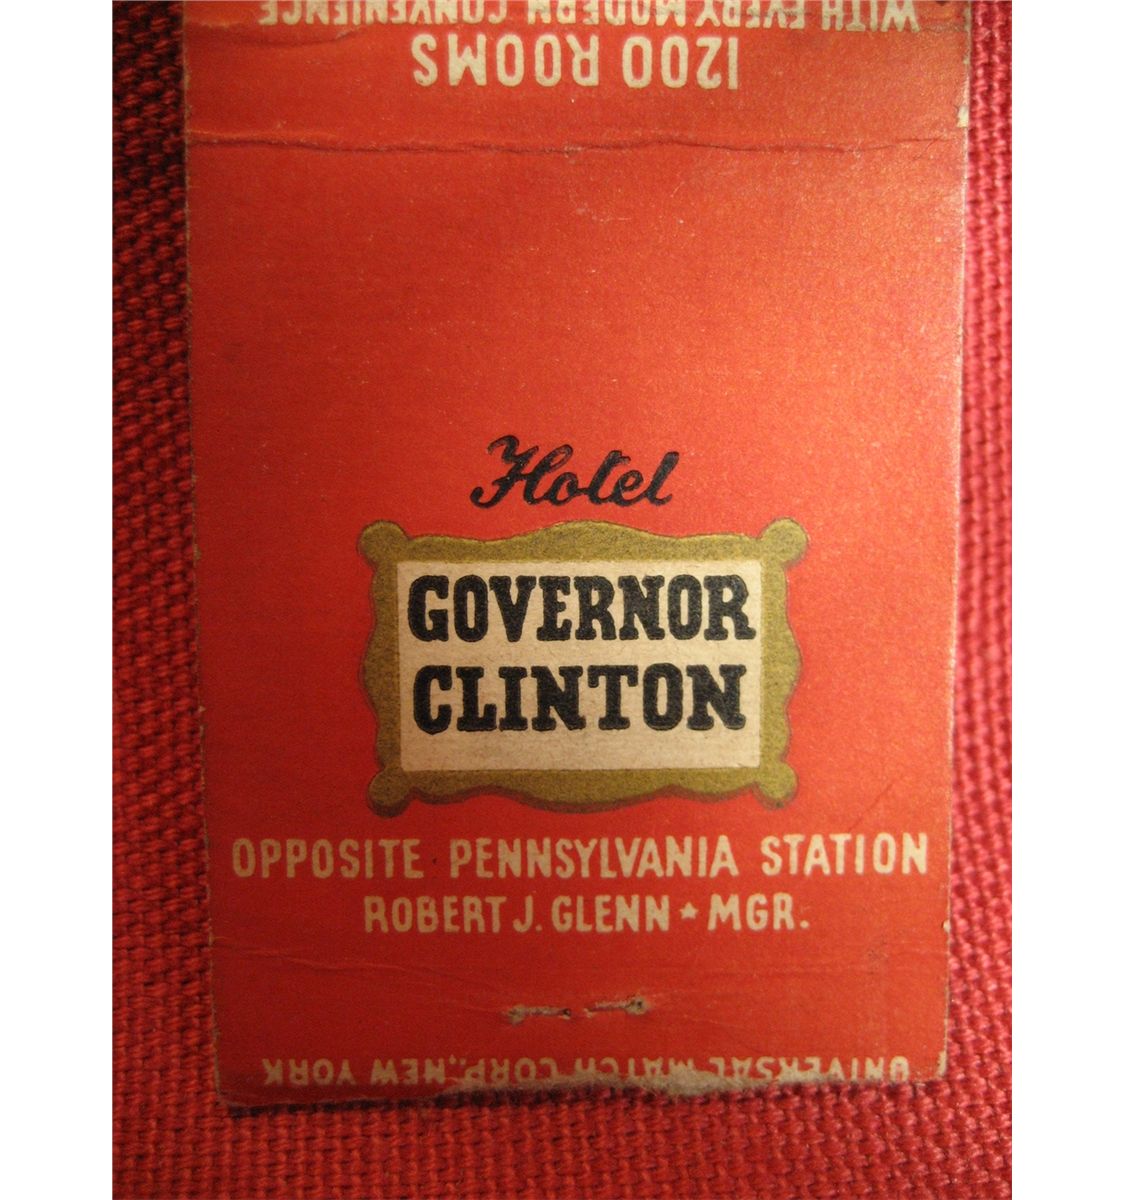 WITH EVERY MODERN CONVENIENCE
1200 ROOMS
Hotel
GOVERNOR
CLINTON
OPPOSITE PENNSYLVANIA STATION
ROBERT J. GLENN ★ MGR.
UNIVERSAL MATCH CORP., NEW YORK